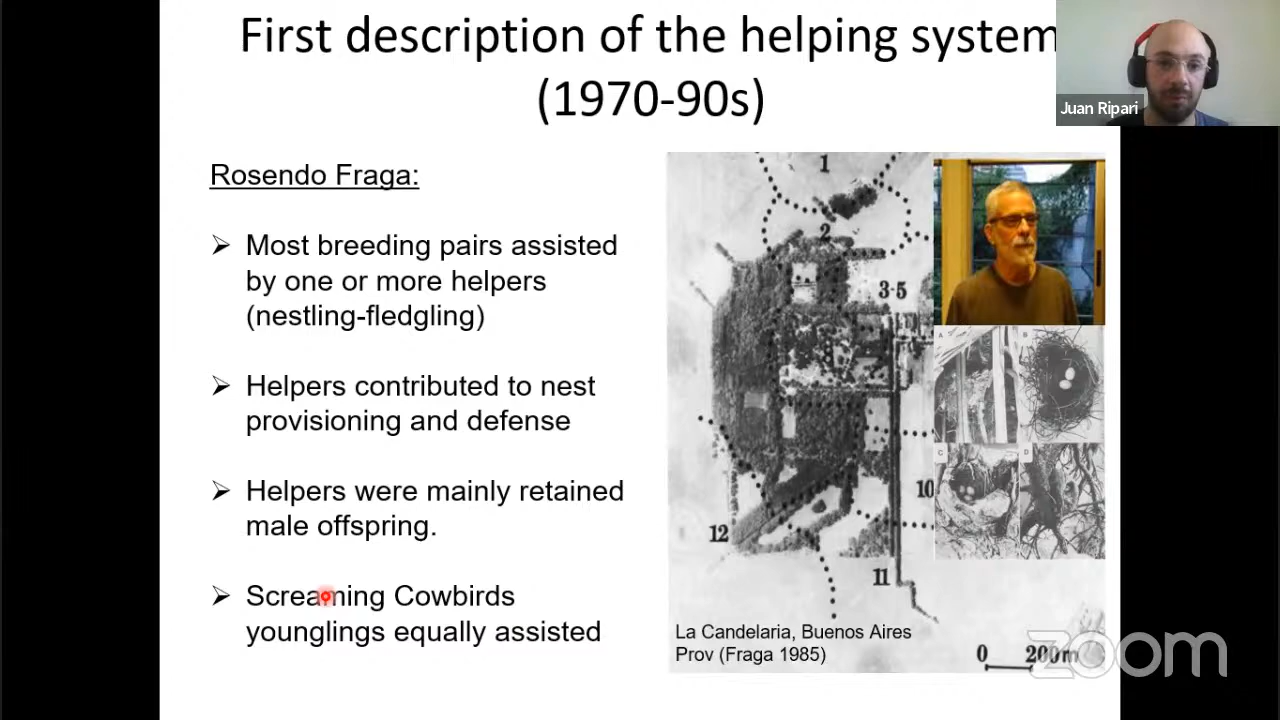 First description of the helping system
(1970-90s)
Juan Ripari
Rosendo Fraga:
➢ Most breeding pairs assisted
by one or more helpers
(nestling-fledgling)
➢ Helpers contributed to nest
provisioning and defense
➢ Helpers were mainly retained
male offspring.
➢ Screaming Cowbirds
younglings equally assisted
1
2
3-5
A
B
C
D
10
12
11
La Candelaria, Buenos Aires
Prov (Fraga 1985)
0 200m
zoom